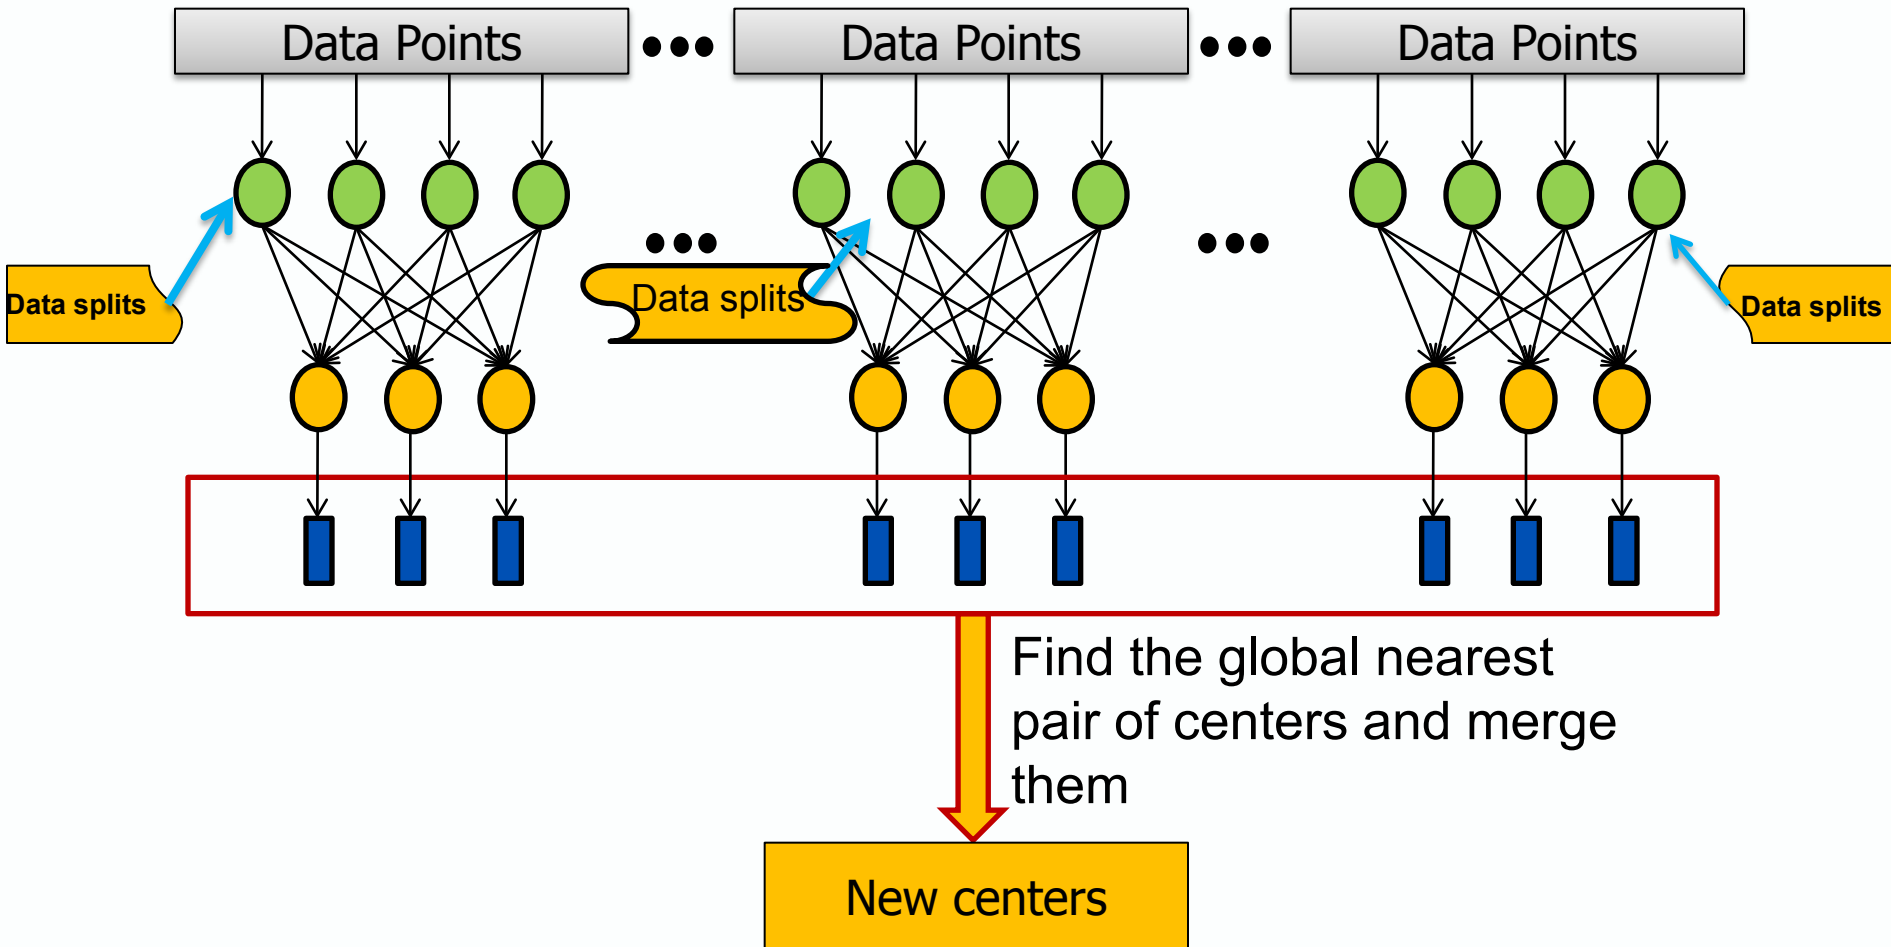 Data Points
Data Points
Data Points
Data splits
Data splits
Data splits
Find the global nearest
pair of centers and merge
them
New centers